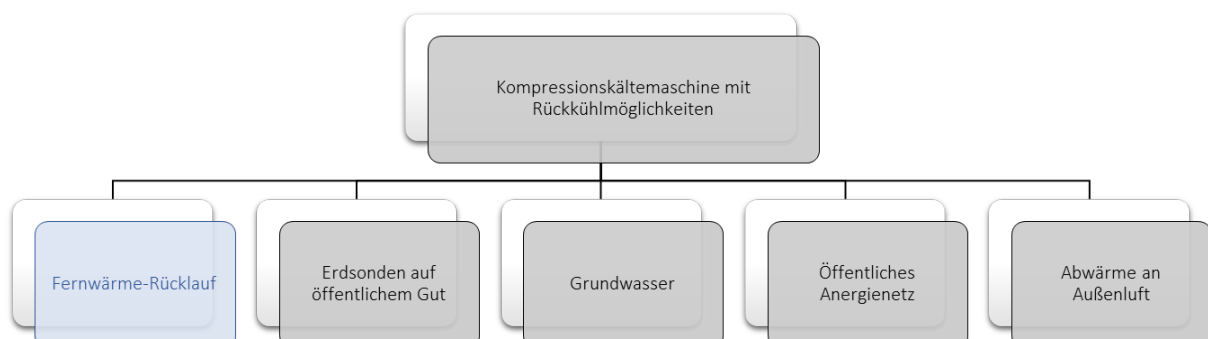 Kompressionskältemaschine mit
Rückkühlmöglichkeiten
Fernwärme-Rücklauf
Erdsonden auf
öffentlichem Gut
Grundwasser
Öffentliches
Anergienetz
Abwärme an
Außenluft